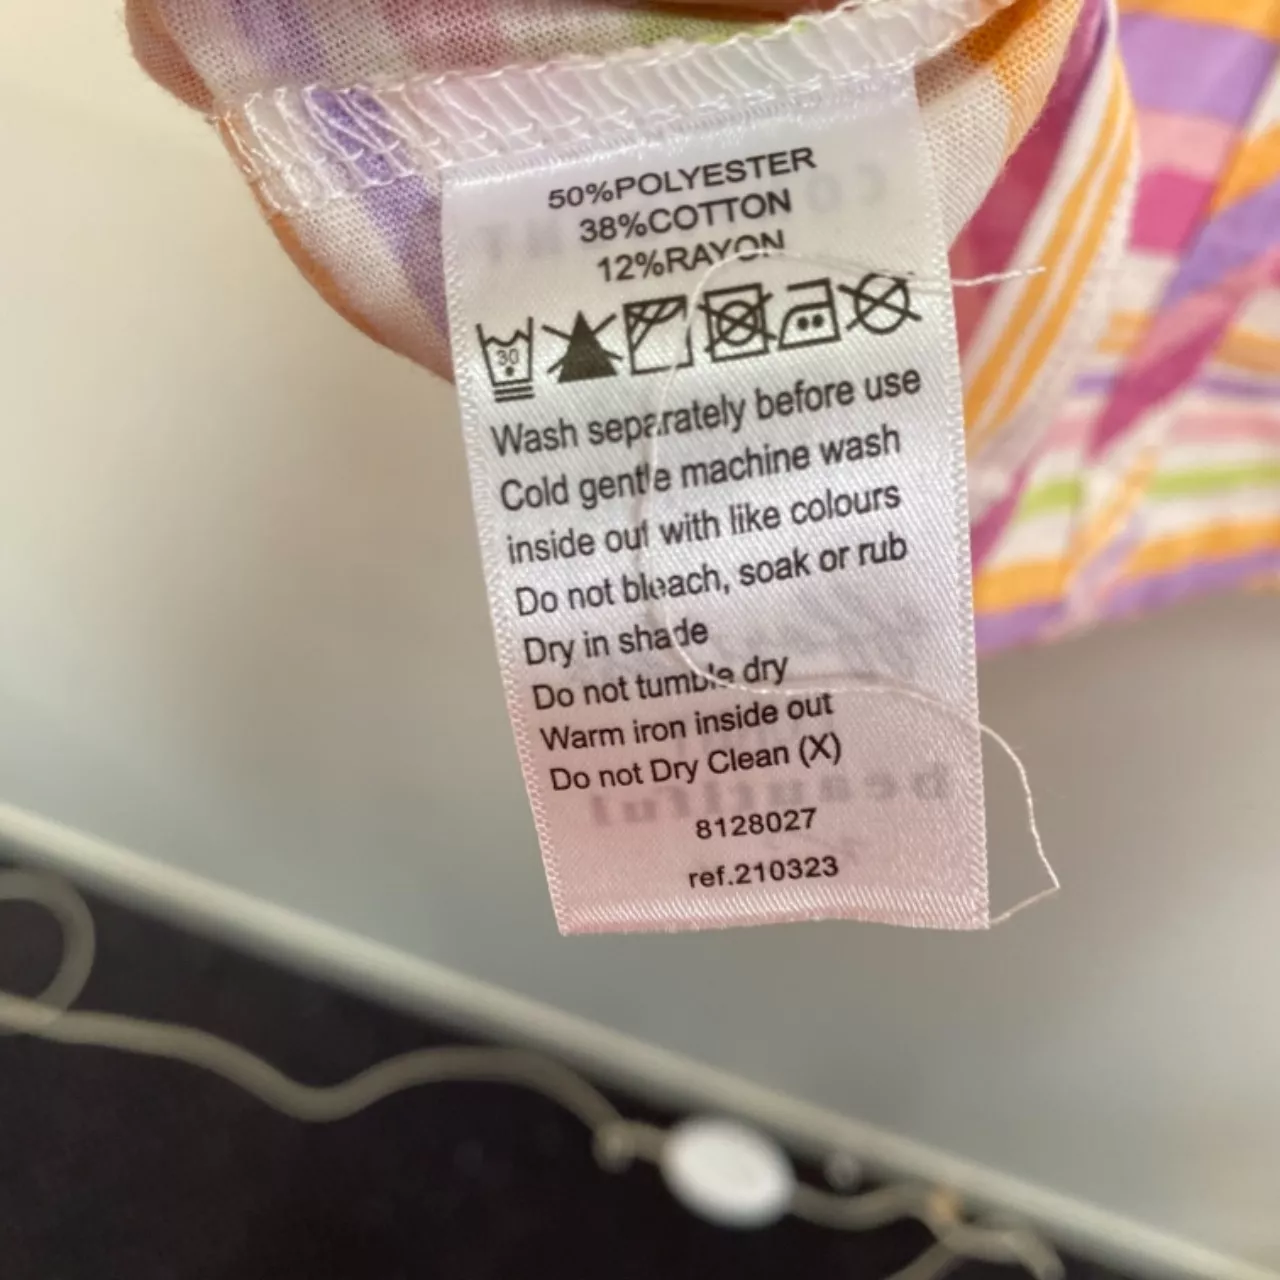 50%POLYESTER
38%COTTON
12%RAYON
30
Wash separately before use
Cold gentle machine wash
inside out with like colours
Do not bleach, soak or rub
Dry in shade
Do not tumble dry
Warm iron inside out
Do not Dry Clean (X)
8128027
ref.210323